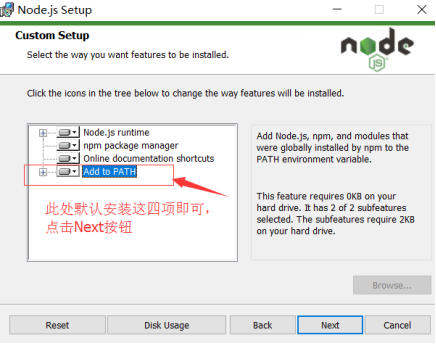 Node.js Setup
Custom Setup
Select the way you want features to be installed.
node
JS
Click the icons in the tree below to change the way features will be installed.
Node.js runtime
npm package manager
Online documentation shortcuts
Add to PATH
此处默认安装这四项即可，
点击Next按钮
Add Node.js, npm, and modules that
were globally installed by npm to the
PATH environment variable.
This feature requires 0KB on your
hard drive. It has 2 of 2 subfeatures
selected. The subfeatures require 2KB
on your hard drive.
Browse...
Reset
Disk Usage
Back
Next
Cancel